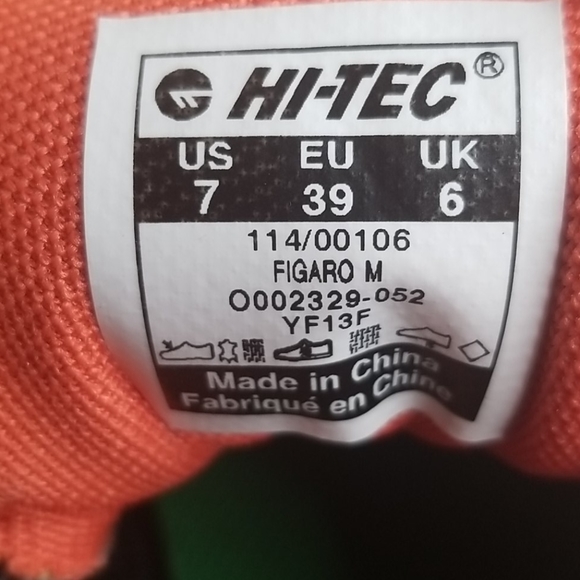 HI-TEC®
US EU UK
7 39 6
114/00106
FIGARO M
O002329-052
YF13F
Made in China
Fabriqué en Chine